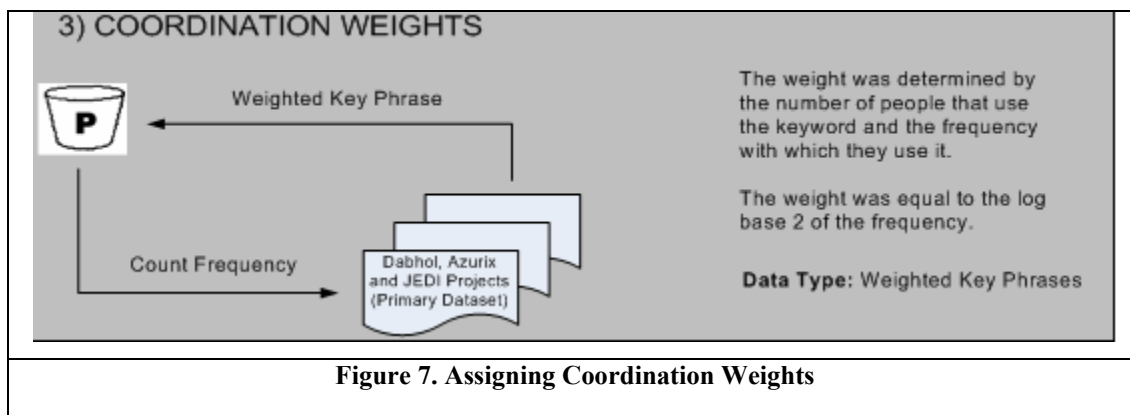 3) COORDINATION WEIGHTS
Weighted Key Phrase
P
Count Frequency
Dabhol, Azurix
and JEDI Projects
(Primary Dataset)
The weight was determined by
the number of people that use
the keyword and the frequency
with which they use it.
The weight was equal to the log
base 2 of the frequency.
Data Type: Weighted Key Phrases
Figure 7. Assigning Coordination Weights